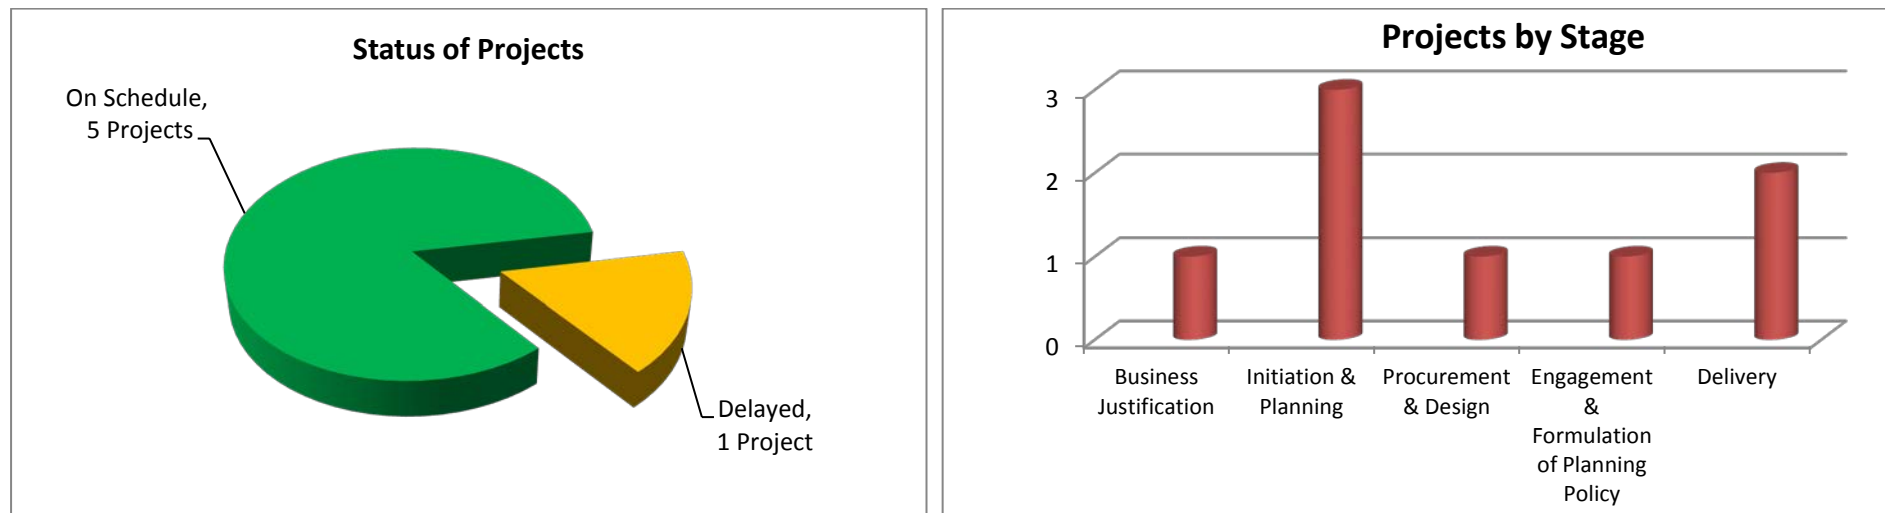 Status of Projects
On Schedule,
5 Projects
Delayed,
1 Project
Projects by Stage
3
2
1
0
Business
Justification
Initiation &
Planning
Procurement
& Design
Engagement
&
Formulation
of Planning
Policy
Delivery